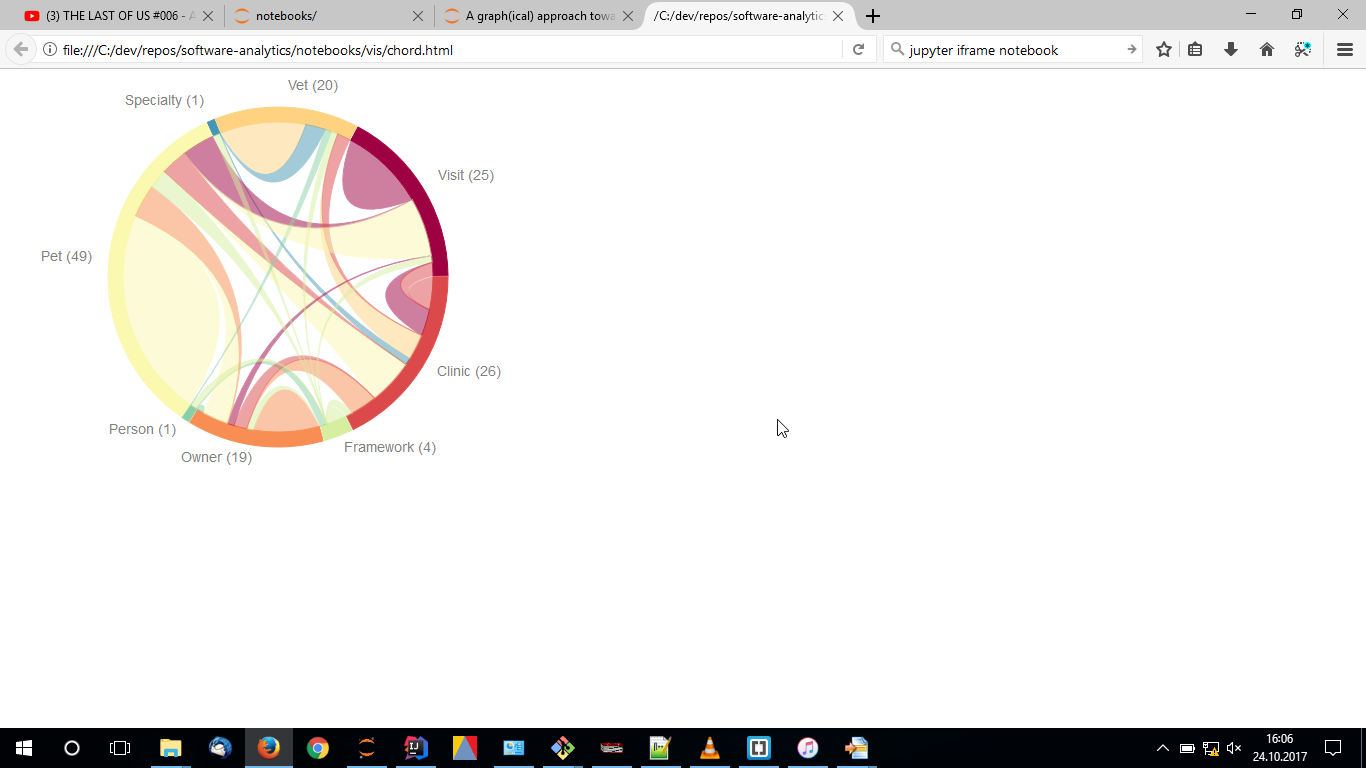 (3) THE LAST OF US #006 - A
notebooks/
A graph(ical) approach towa
/C:/dev/repos/software-analytic
file:///C:/dev/repos/software-analytics/notebooks/vis/chord.html
jupyter iframe notebook
Vet (20)
Specialty (1)
Visit (25)
Pet (49)
Clinic (26)
Person (1)
Framework (4)
Owner (19)
16:06
24.10.2017